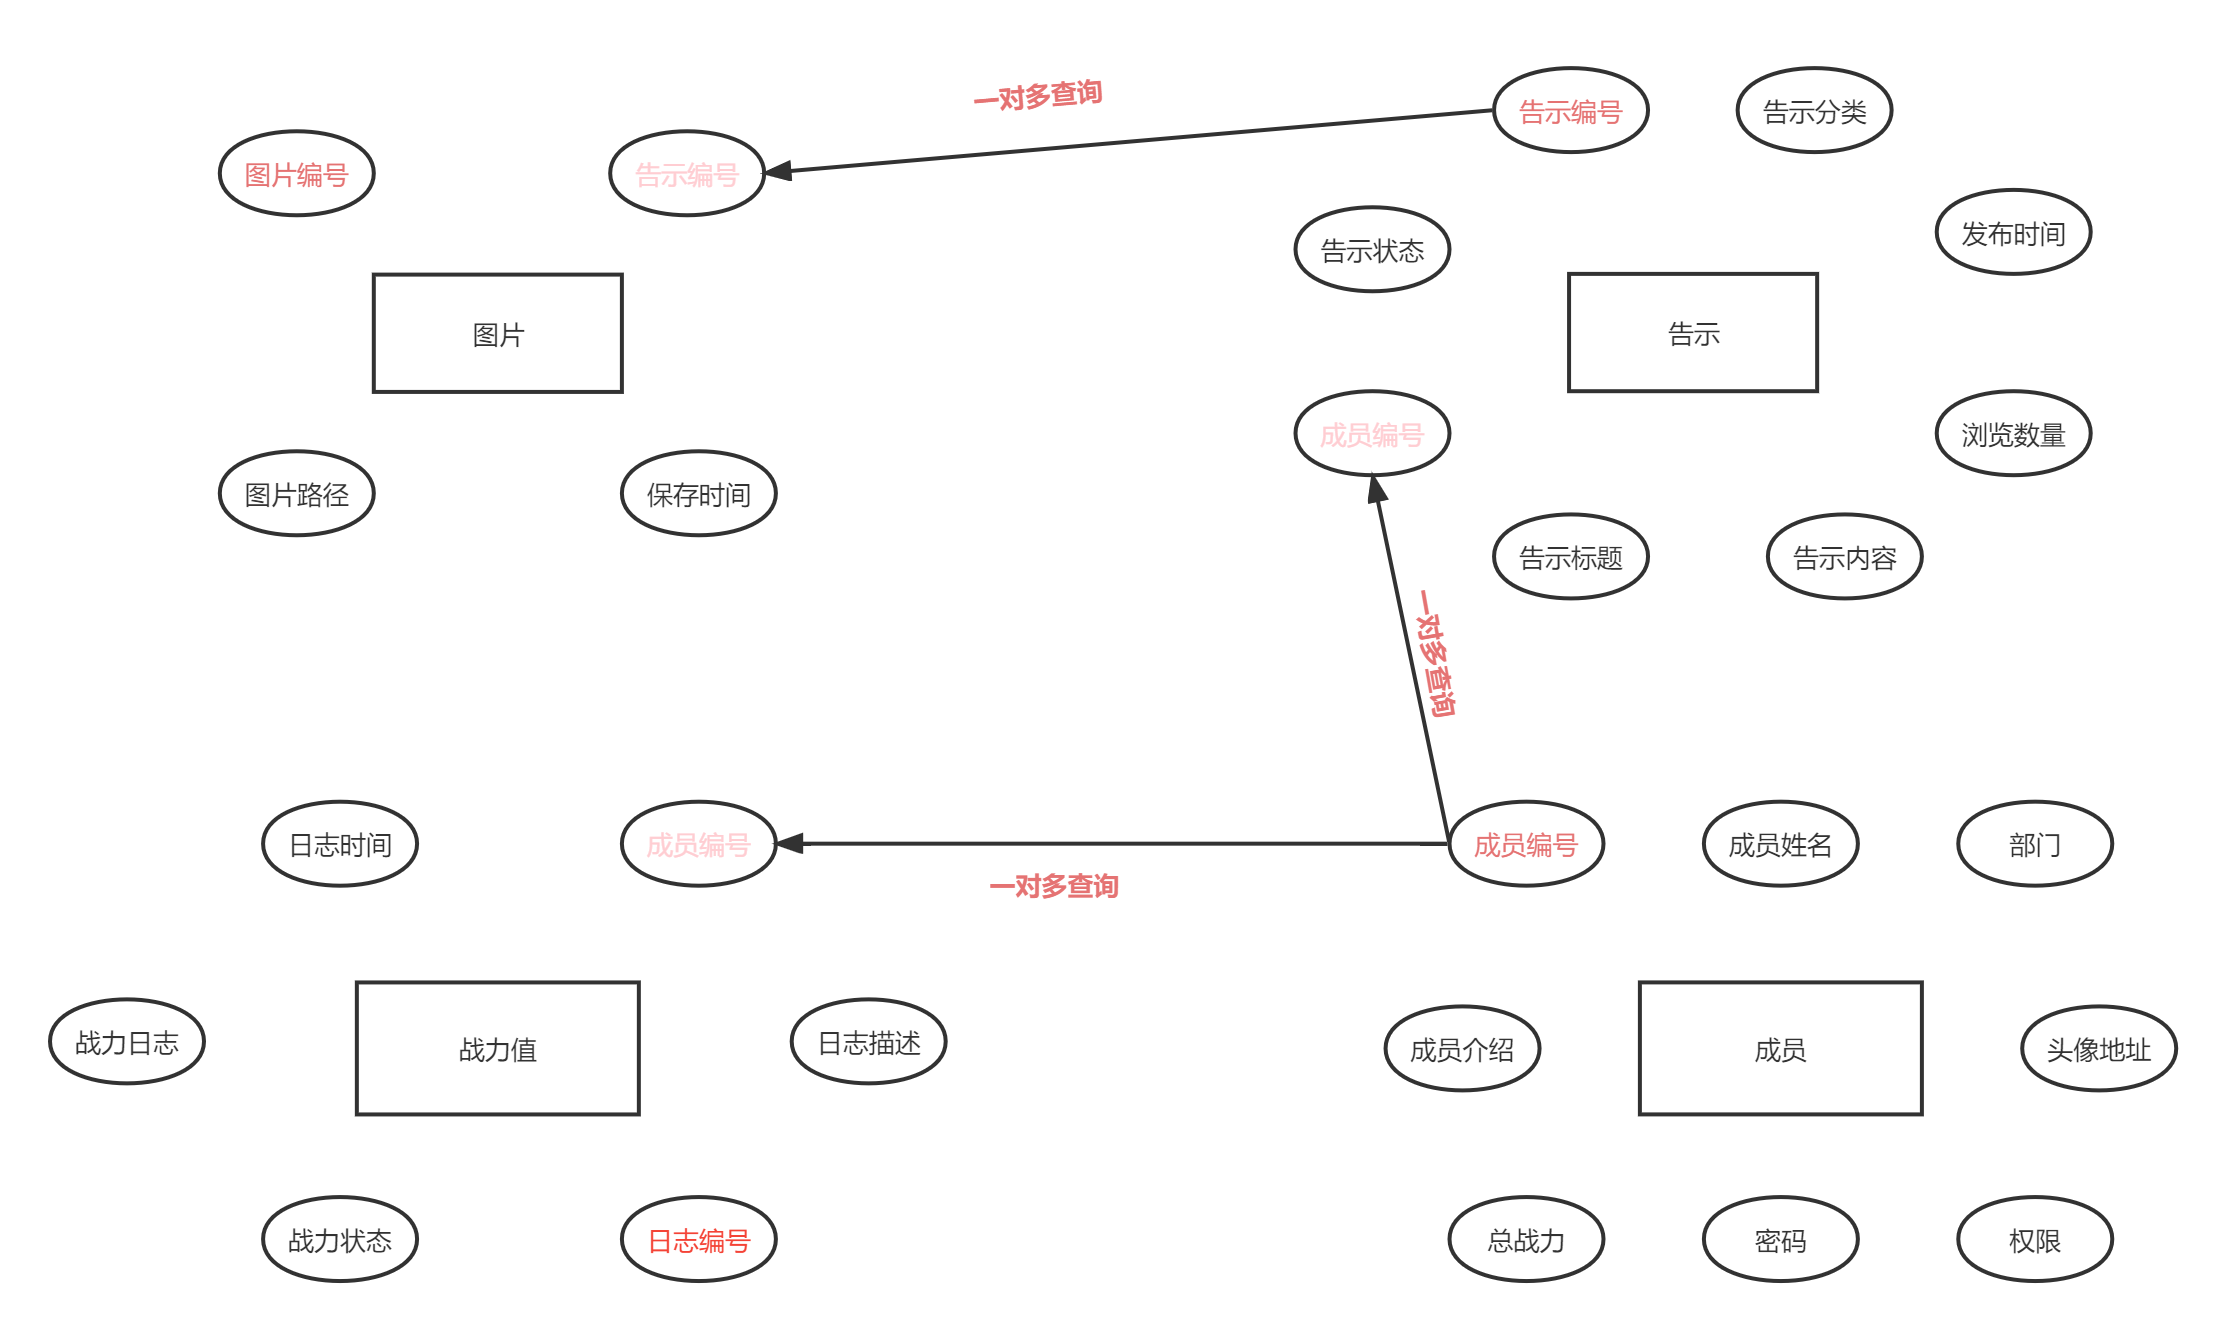 一对多查询
告示编号
告示分类
图片编号
告示编号
告示状态
发布时间
图片
告示
成员编号
浏览数量
图片路径
保存时间
告示标题
告示内容
一对多查询
日志时间
成员编号
成员编号
成员姓名
部门
一对多查询
战力日志
战力值
日志描述
成员介绍
成员
头像地址
战力状态
日志编号
总战力
密码
权限